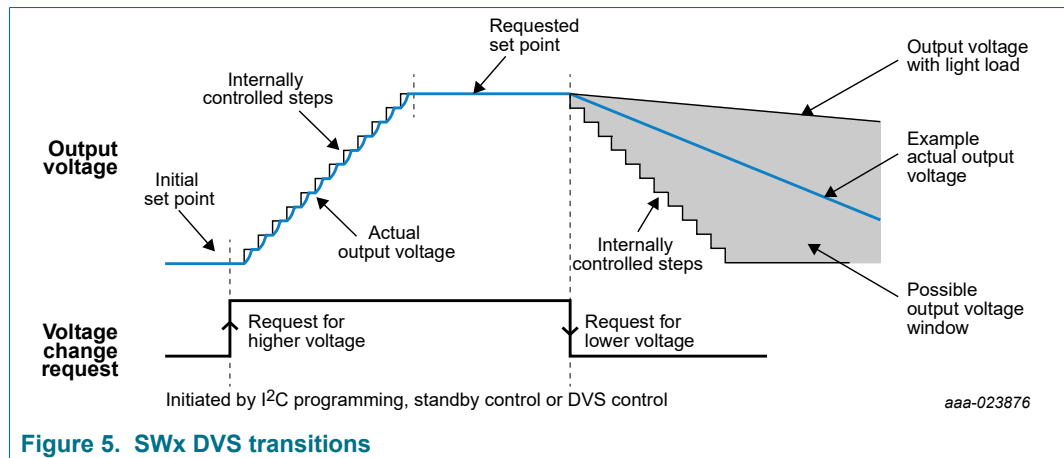 Requested
set point
Output voltage
with light load
Internally
controlled steps
Output
voltage
Example
actual output
voltage
Initial
set point
Actual
output voltage
Internally
controlled steps
Possible
output voltage
window
Voltage
change
request
Request for
higher voltage
Request for
lower voltage
Initiated by I2C programming, standby control or DVS control
aaa-023876
Figure 5. SWx DVS transitions